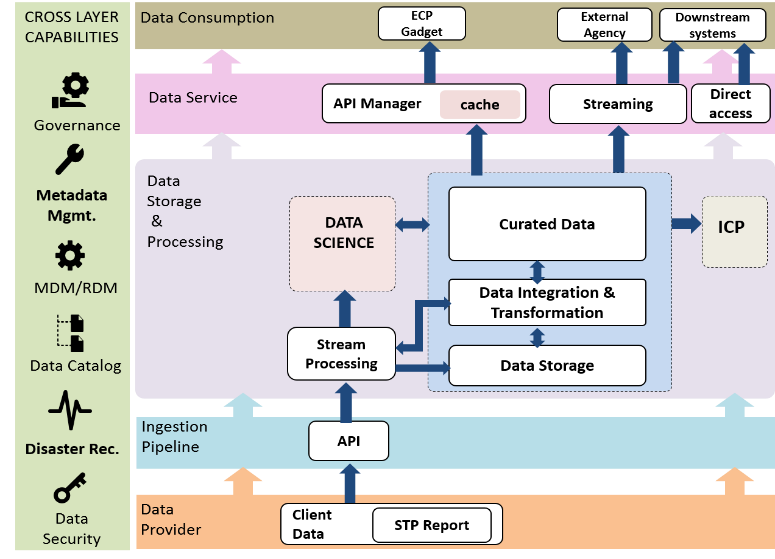 CROSS LAYER
CAPABILITIES
Governance
Metadata
Mgmt.
MDM/RDM
Data Catalog
Disaster Rec.
Data
Security
Data Consumption
ECP
Gadget
External
Agency
Downstream
systems
Data Service
API Manager
cache
Streaming
Direct
access
Data
Storage
&
Processing
DATA
SCIENCE
Curated Data
ICP
Data Integration &
Transformation
Stream
Processing
Data Storage
Ingestion
Pipeline
API
Data
Provider
Client
Data
STP Report